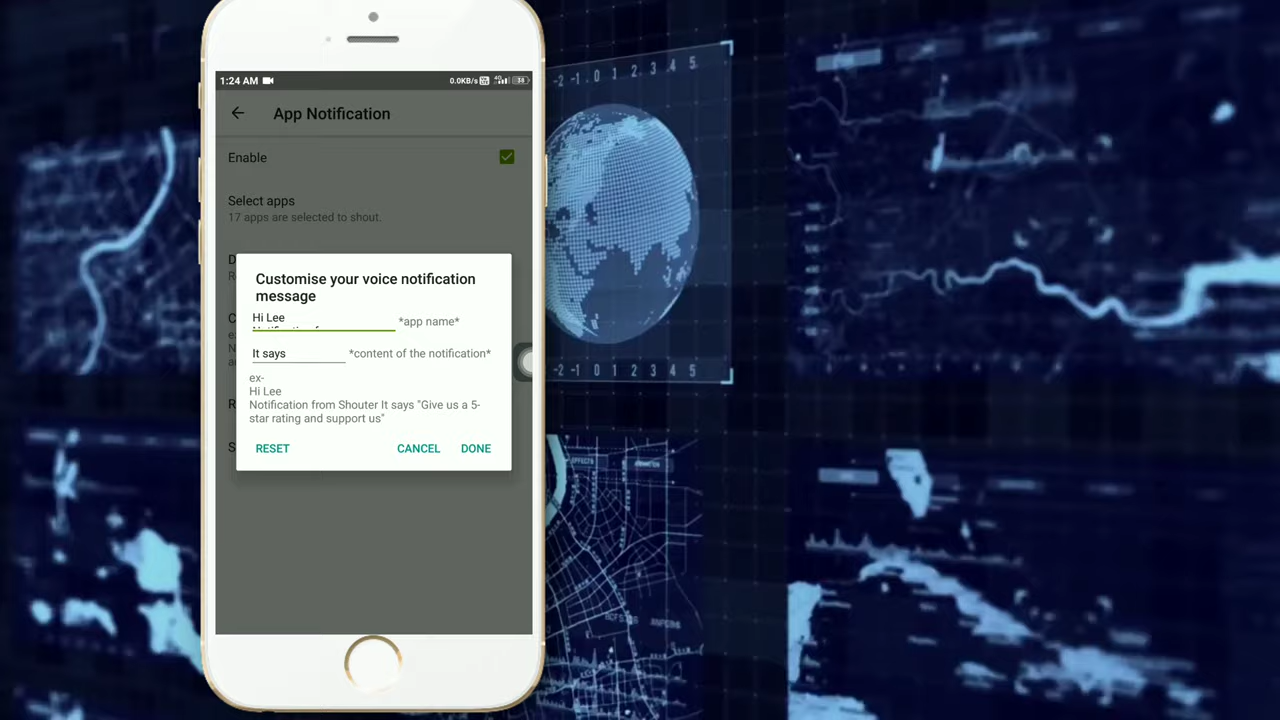 1:24 AM
0.0KB/s
App Notification
Enable
Select apps
17 apps are selected to shout.
Customise your voice notification
message
Hi Lee
*app name*
It says
*content of the notification*
ex-
Hi Lee
Notification from Shouter It says "Give us a 5-
star rating and support us"
RESET
CANCEL
DONE
-2 -1 0 1 2 3 4 5
-2 -1 0 1 2 3 4 5